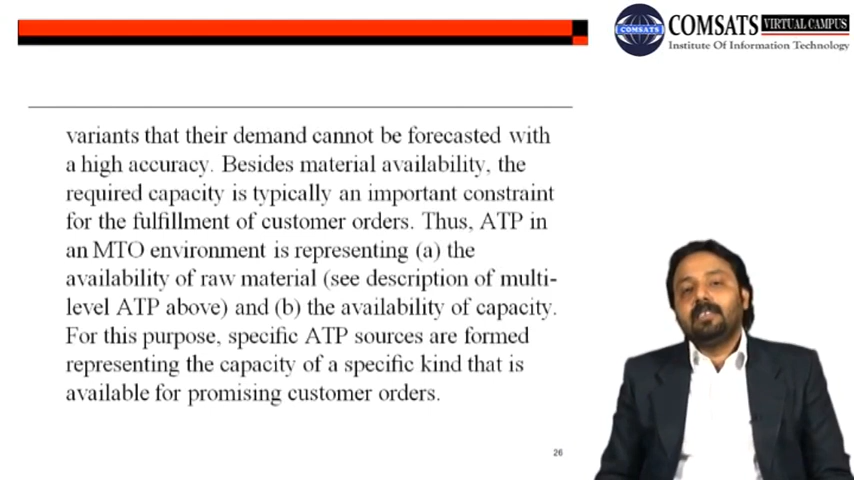 COMSATS
COMSATS VIRTUAL CAMPUS
Institute Of Information Technology
variants that their demand cannot be forecasted with
a high accuracy. Besides material availability, the
required capacity is typically an important constraint
for the fulfillment of customer orders. Thus, ATP in
an MTO environment is representing (a) the
availability of raw material (see description of multi-
level ATP above) and (b) the availability of capacity.
For this purpose, specific ATP sources are formed
representing the capacity of a specific kind that is
available for promising customer orders.
26